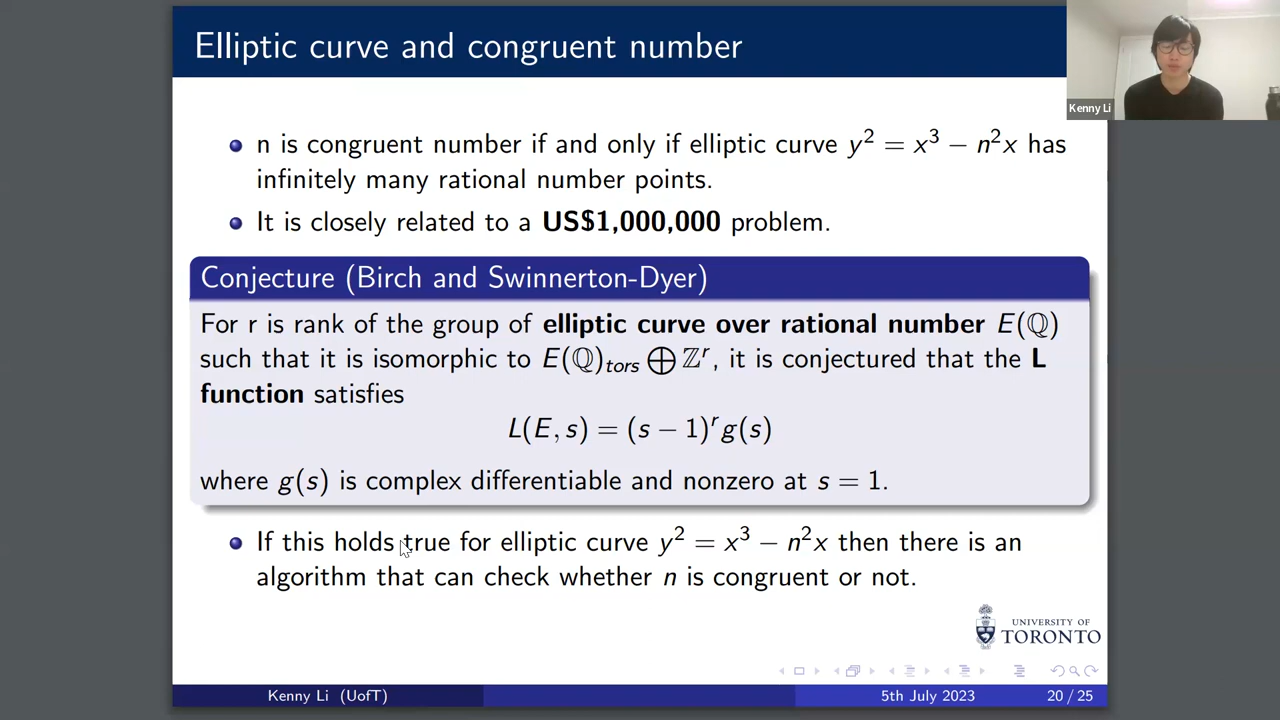 Elliptic curve and congruent number
Kenny Li
n is congruent number if and only if elliptic curve y² = x³ − n²x has
infinitely many rational number points.
It is closely related to a US$1,000,000 problem.
Conjecture (Birch and Swinnerton-Dyer)
For r is rank of the group of elliptic curve over rational number E(ℚ)
such that it is isomorphic to E(ℚ)tors ⨁ ℤʳ, it is conjectured that the L
function satisfies
L(E, s) = (s − 1)ʳg(s)
where g(s) is complex differentiable and nonzero at s = 1.
If this holds true for elliptic curve y² = x³ − n²x then there is an
algorithm that can check whether n is congruent or not.
UNIVERSITY OF
TORONTO
Kenny Li (UofT)
5th July 2023
20 / 25